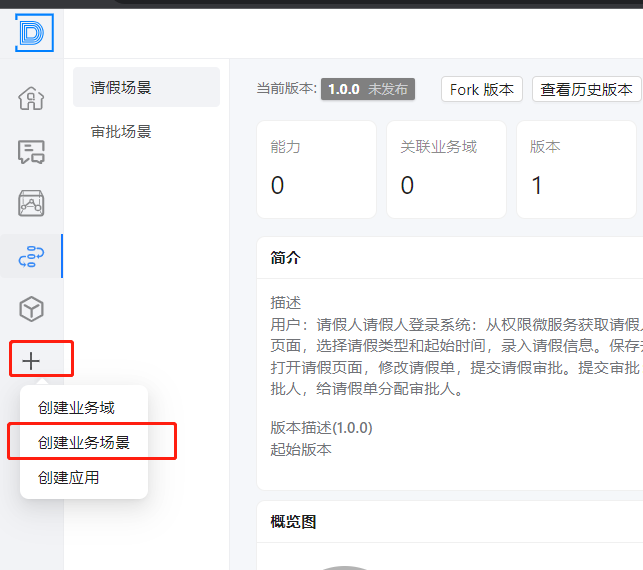 请假场景
审批场景
当前版本: 1.0.0 未发布 Fork 版本 查看历史版本
能力 关联业务域 版本
0 0 1
简介
描述
用户：请假人请假人登录系统：从权限微服务获取请假
页面，选择请假类型和起始时间，录入请假信息。保存
打开请假页面，修改请假单，提交请假审批。提交审批
批人，给请假单分配审批人。
版本描述(1.0.0)
起始版本
概览图
创建业务域
创建业务场景
创建应用